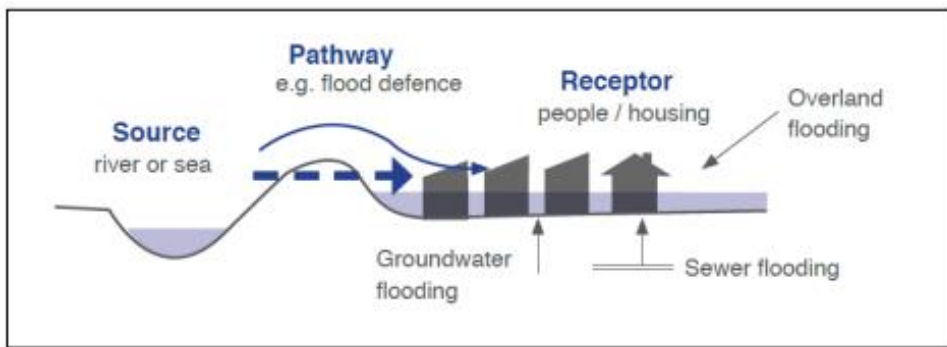 Pathway
e.g. flood defence
Receptor
people / housing
Overland
flooding
Source
river or sea
Groundwater
flooding
Sewer flooding